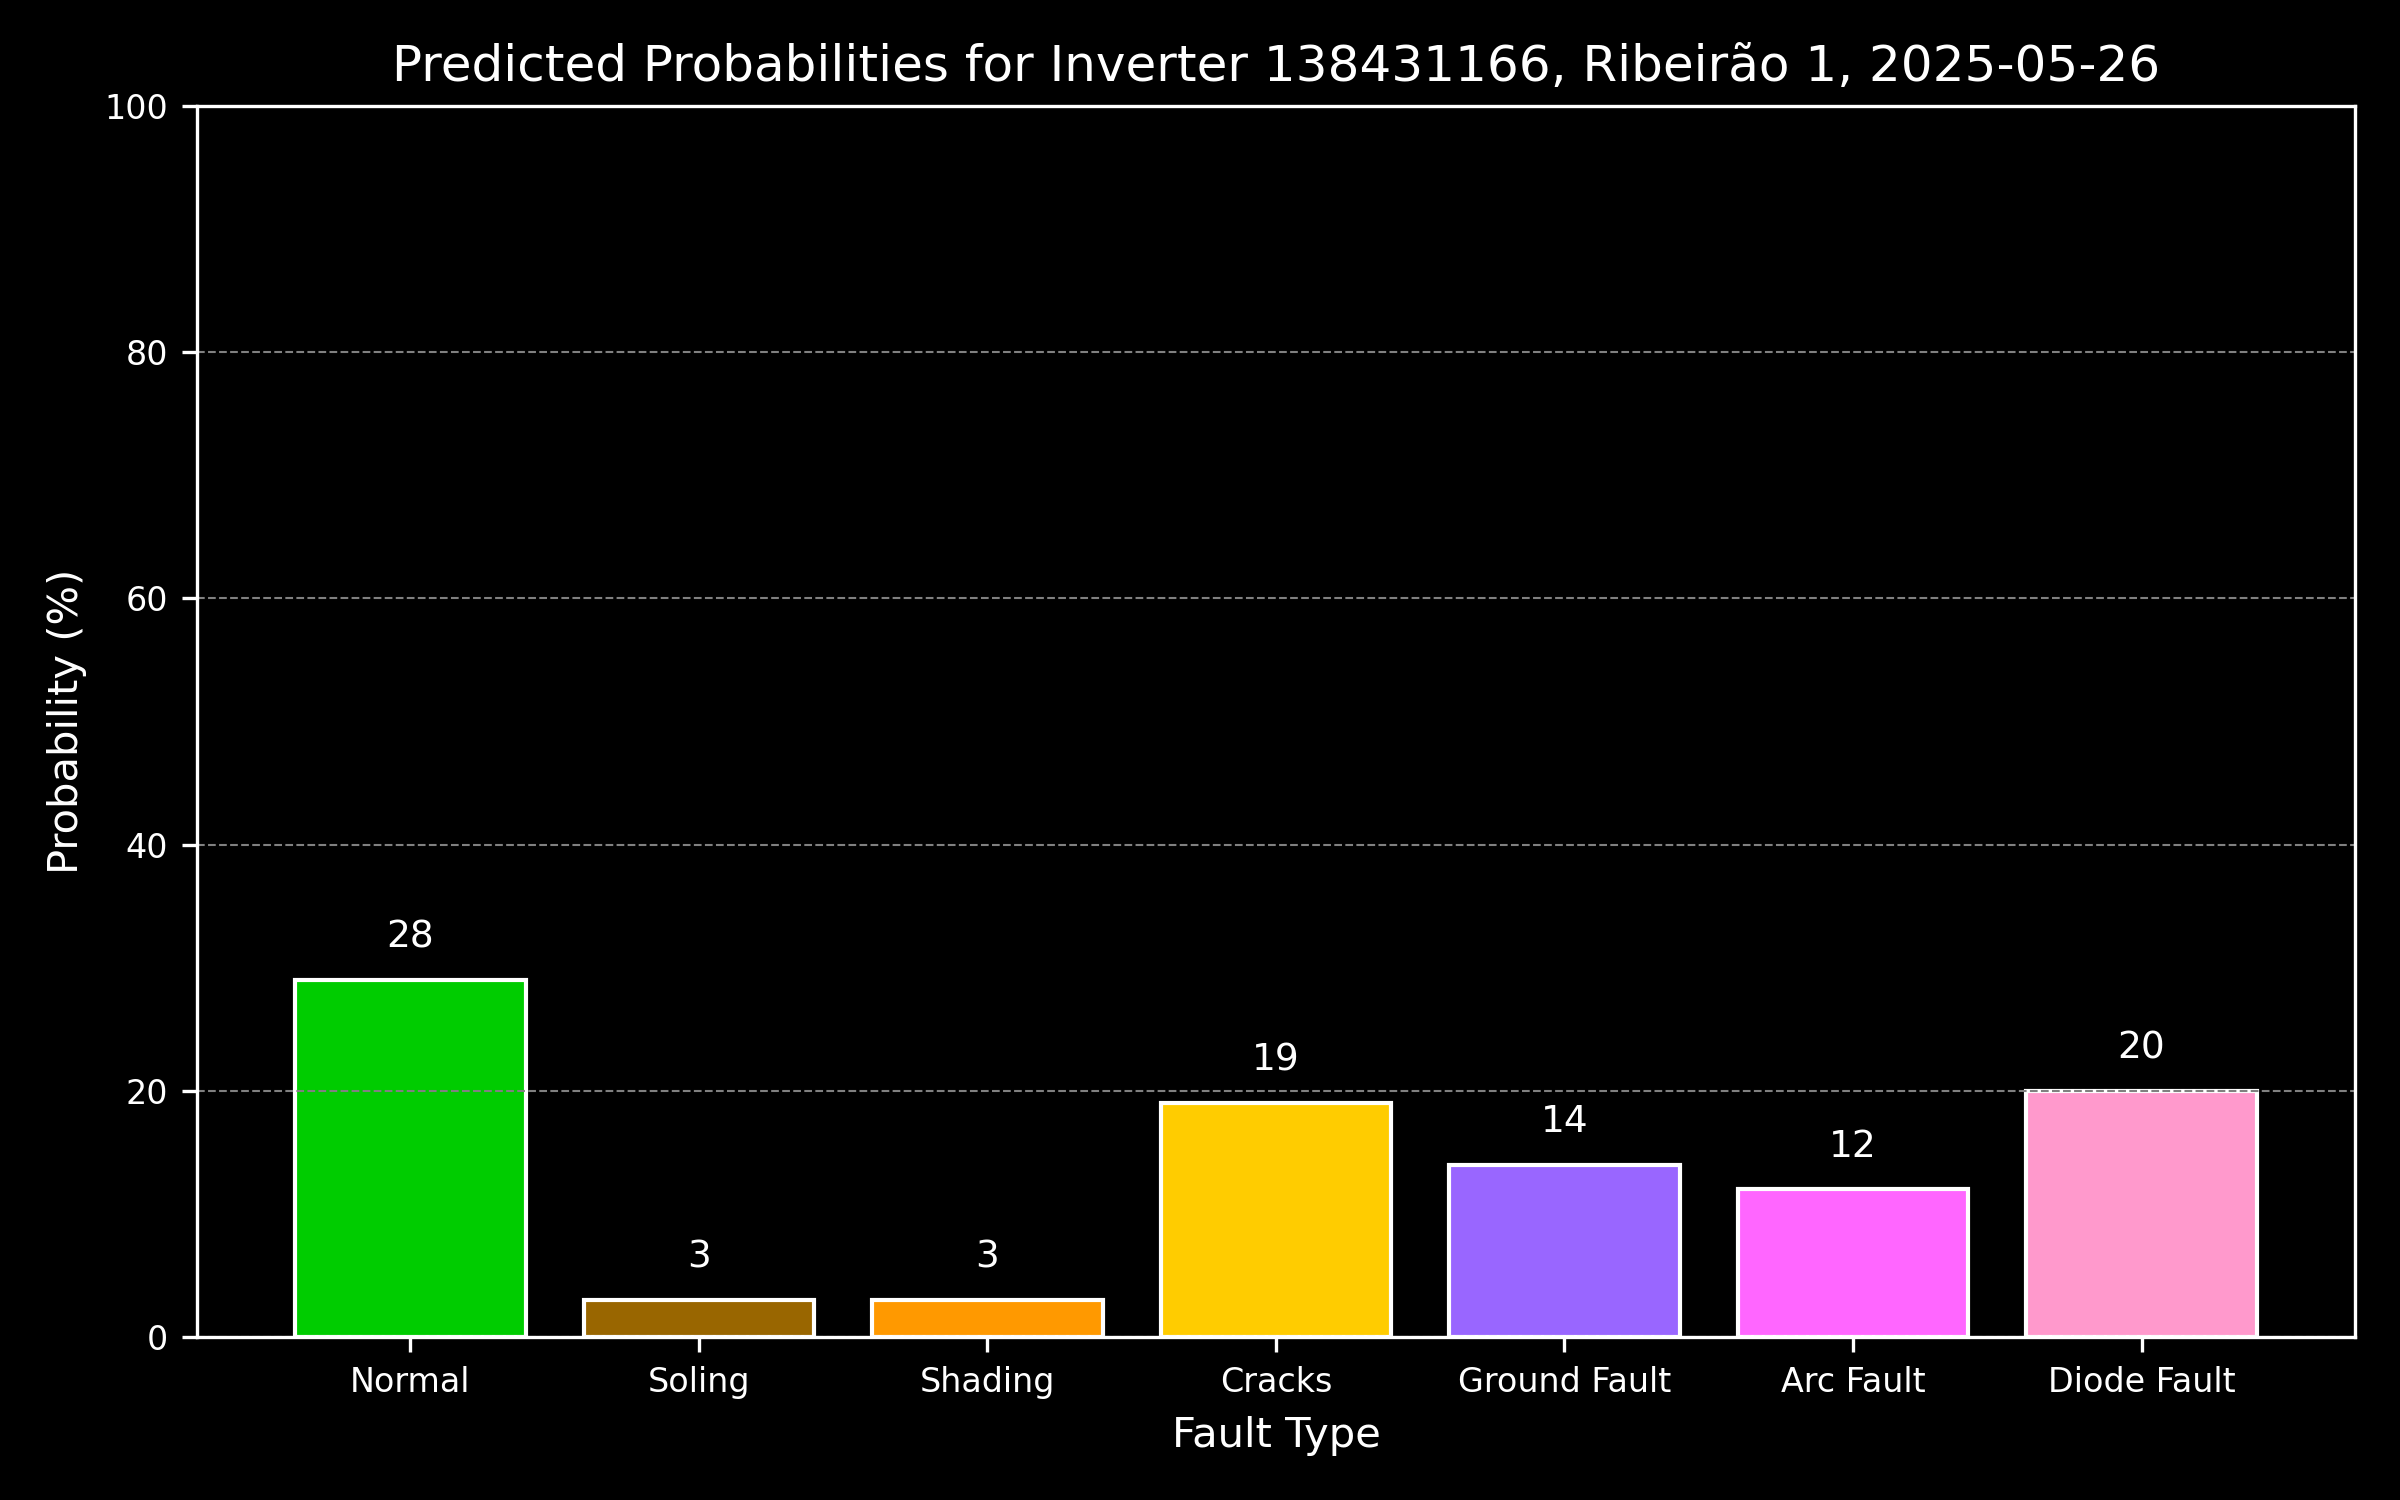 Predicted Probabilities for Inverter 138431166, Ribeirão 1, 2025-05-26
Probability (%)
100
80
60
40
20
0
28
3
3
19
14
12
20
Normal
Soling
Shading
Cracks
Ground Fault
Arc Fault
Diode Fault
Fault Type